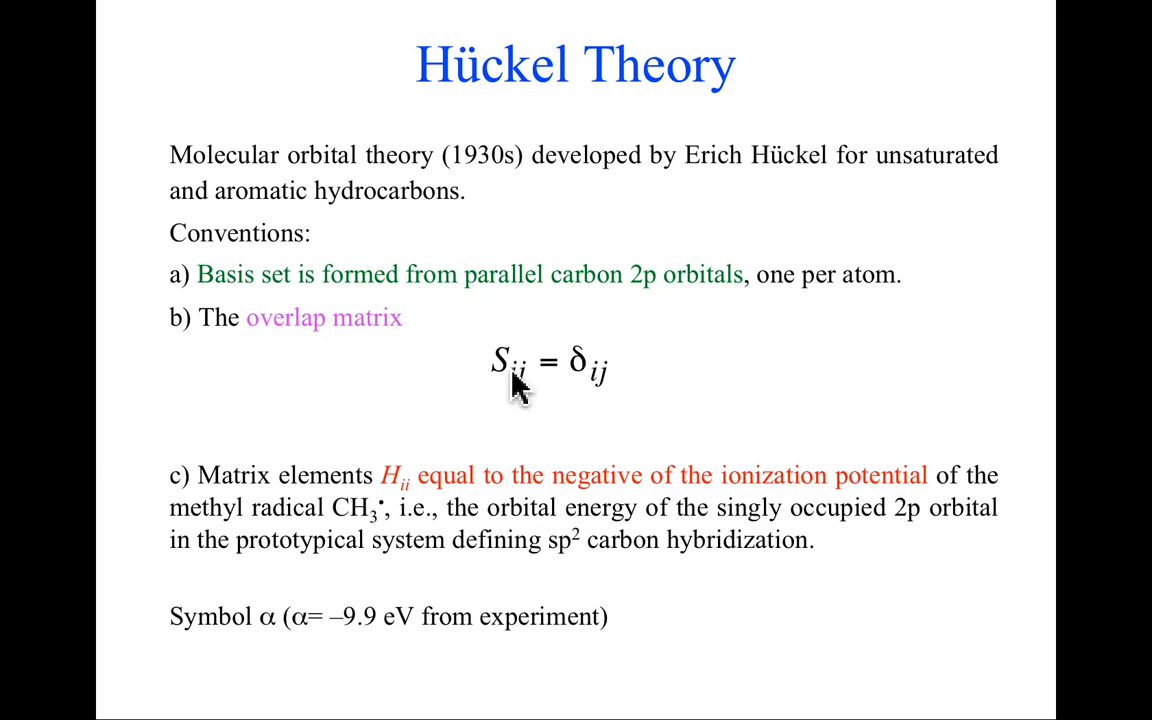 Hückel Theory
Molecular orbital theory (1930s) developed by Erich Hückel for unsaturated
and aromatic hydrocarbons.
Conventions:
a) Basis set is formed from parallel carbon 2p orbitals, one per atom.
b) The overlap matrix
S_ij = δ_ij
c) Matrix elements H_ii equal to the negative of the ionization potential of the
methyl radical CH₃•, i.e., the orbital energy of the singly occupied 2p orbital
in the prototypical system defining sp² carbon hybridization.
Symbol α (α= –9.9 eV from experiment)